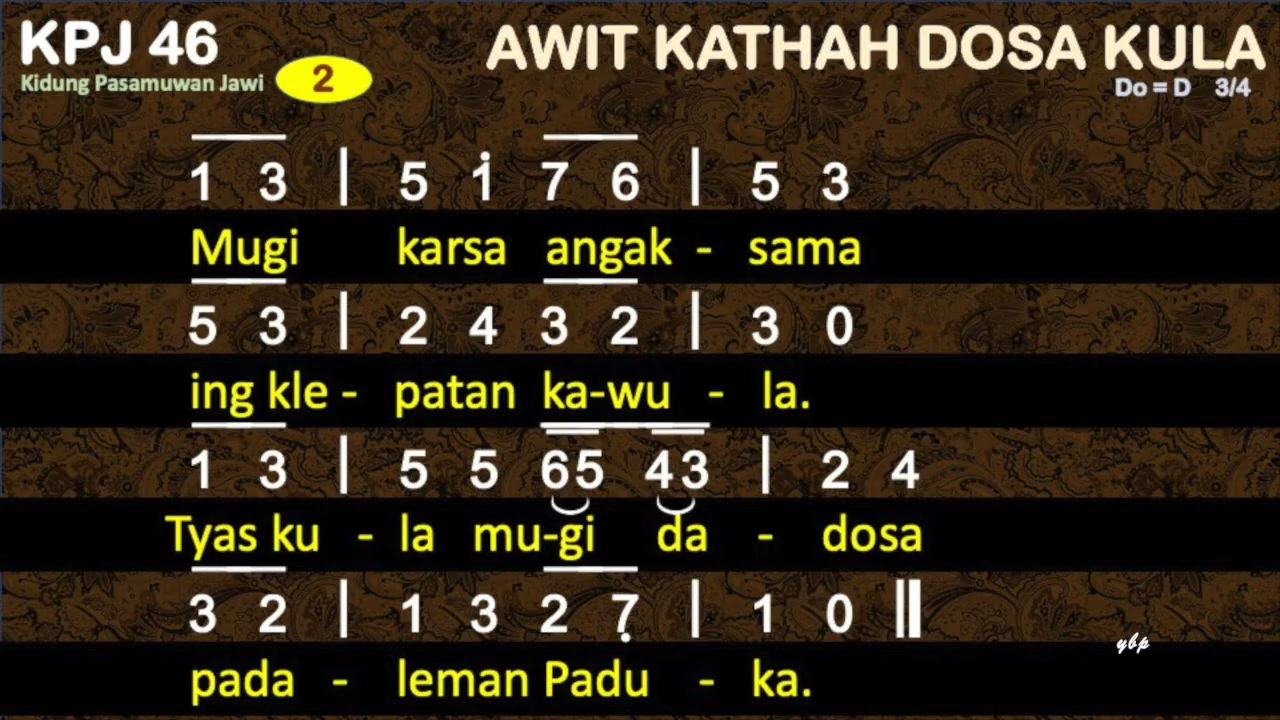 KPJ 46
Kidung Pasamuwan Jawi
2
AWIT KATHAH DOSA KULA
Do = D 3/4
1 3 | 5 i̇ 7 6 | 5 3
Mugi karsa angak - sama
5 3 | 2 4 3 2 | 3 0
ing kle - patan ka-wu - la.
1 3 | 5 5 65 43 | 2 4
Tyas ku - la mu-gi da - dosa
3 2 | 1 3 2 7̣ | 1 0 ||
pada - leman Padu - ka.
ybp